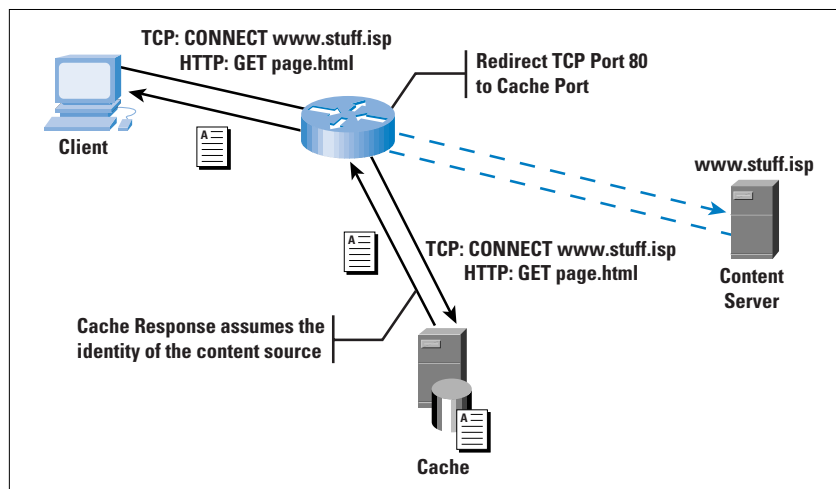 TCP: CONNECT www.stuff.isp
HTTP: GET page.html
Redirect TCP Port 80
to Cache Port
A
Client
www.stuff.isp
A
TCP: CONNECT www.stuff.isp
HTTP: GET page.html
Content
Server
Cache Response assumes the
identity of the content source
A
Cache